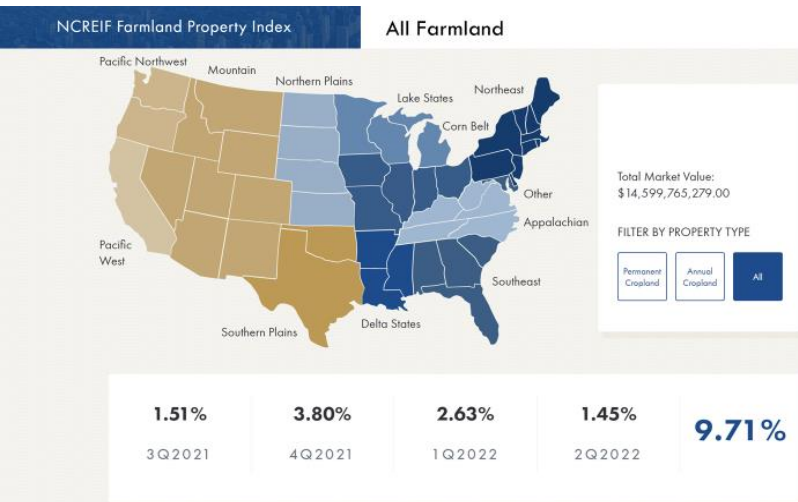 NCREIF Farmland Property Index
All Farmland
Pacific Northwest
Mountain
Northern Plains
Lake States
Northeast
Corn Belt
Other
Appalachian
Pacific
West
Southeast
Delta States
Southern Plains
Total Market Value:
$14,599,765,279.00
FILTER BY PROPERTY TYPE
Permanent
Cropland
Annual
Cropland
All
1.51%
3Q2021
3.80%
4Q2021
2.63%
1Q2022
1.45%
2Q2022
9.71%